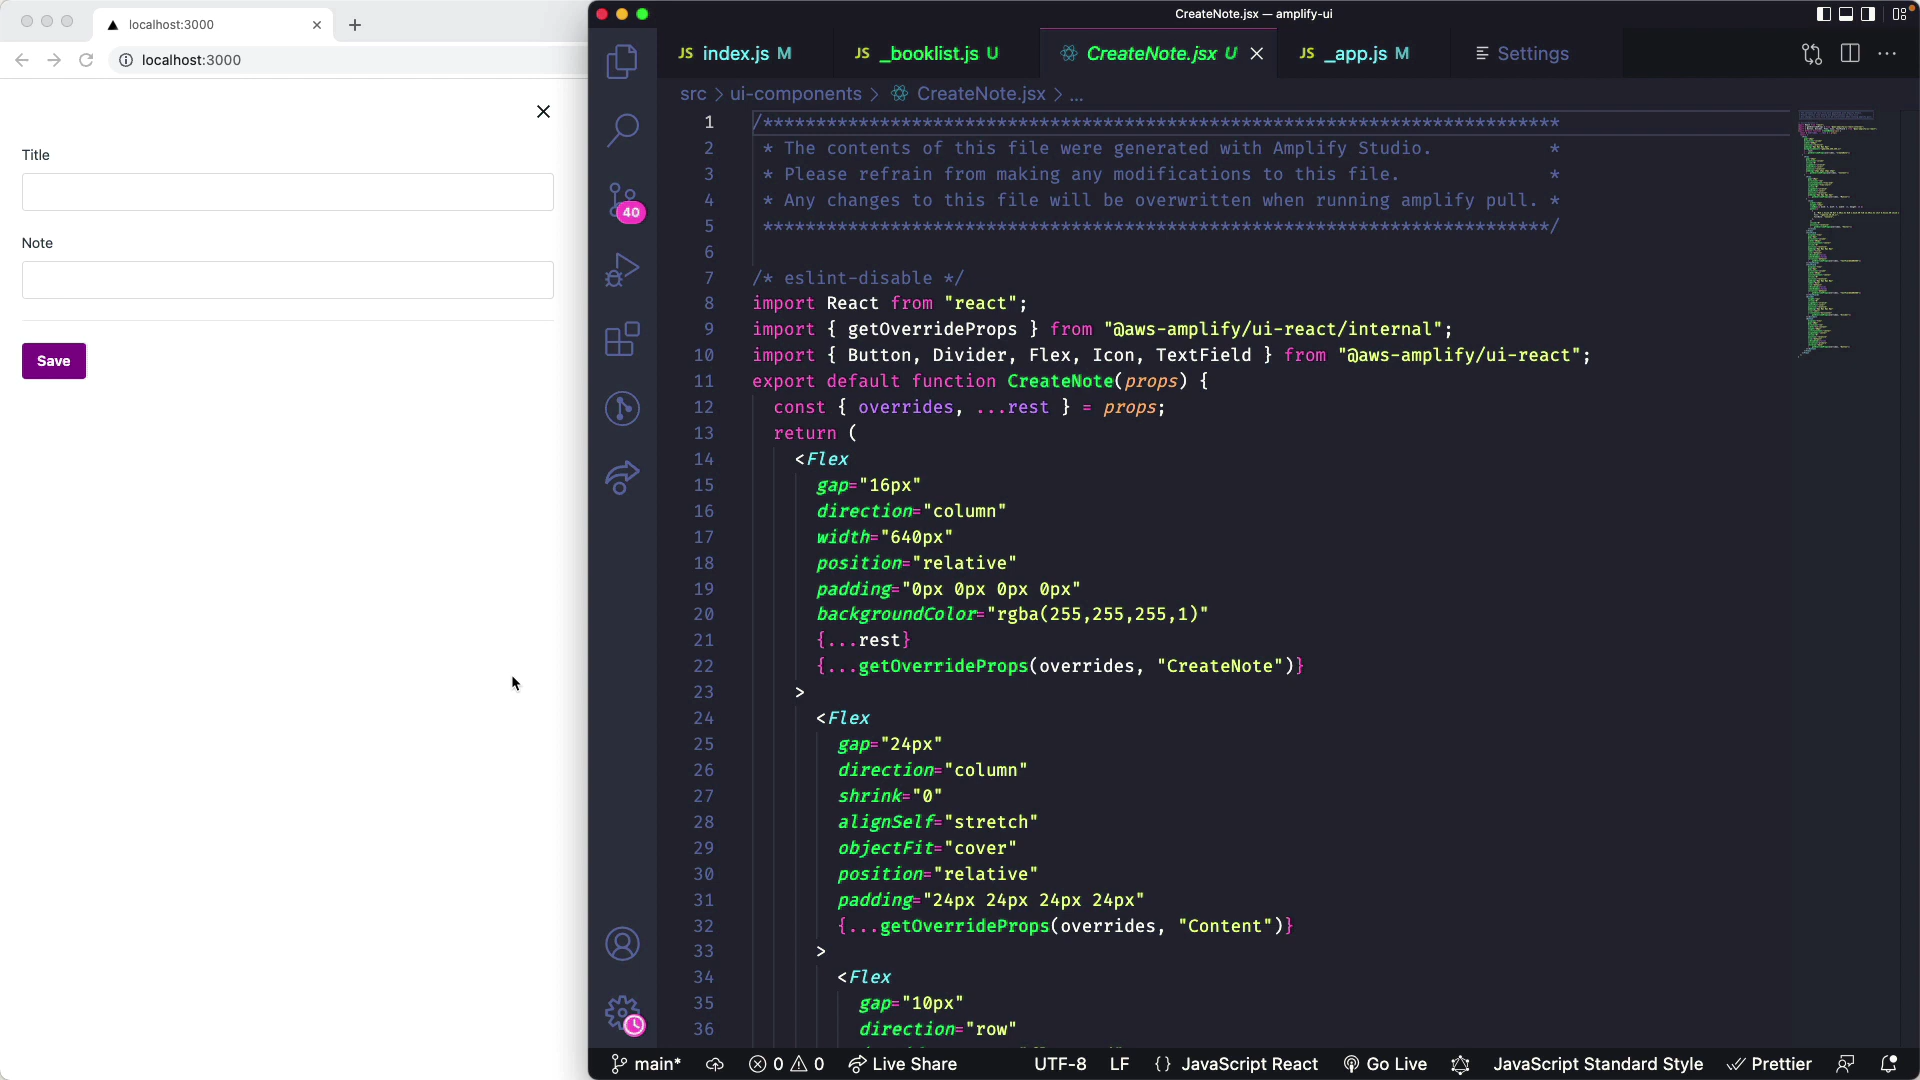 localhost:3000
localhost:3000
Title
Note
Save
CreateNote.jsx — amplify-ui
JS index.js M
JS _booklist.js U
CreateNote.jsx U
JS _app.js M
Settings
src > ui-components > CreateNote.jsx > ...
40
1 /***************************************************************************
2 * The contents of this file were generated with Amplify Studio. *
3 * Please refrain from making any modifications to this file. *
4 * Any changes to this file will be overwritten when running amplify pull. *
5 **************************************************************************/
6
7 /* eslint-disable */
8 import React from "react";
9 import { getOverrideProps } from "@aws-amplify/ui-react/internal";
10 import { Button, Divider, Flex, Icon, TextField } from "@aws-amplify/ui-react";
11 export default function CreateNote(props) {
12 const { overrides, ...rest } = props;
13 return (
14 <Flex
15 gap="16px"
16 direction="column"
17 width="640px"
18 position="relative"
19 padding="0px 0px 0px 0px"
20 backgroundColor="rgba(255,255,255,1)"
21 {...rest}
22 {...getOverrideProps(overrides, "CreateNote")}
23 >
24 <Flex
25 gap="24px"
26 direction="column"
27 shrink="0"
28 alignSelf="stretch"
29 objectFit="cover"
30 position="relative"
31 padding="24px 24px 24px 24px"
32 {...getOverrideProps(overrides, "Content")}
33 >
34 <Flex
35 gap="10px"
36 direction="row"
main* 0 0 Live Share UTF-8 LF {} JavaScript React Go Live JavaScript Standard Style Prettier